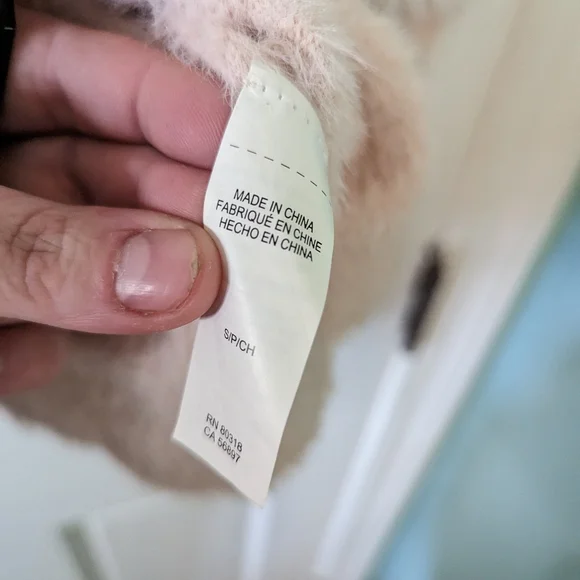 MADE IN CHINA
FABRIQUÉ EN CHINE
HECHO EN CHINA
S/P/CH
RN 80318
CA 56897